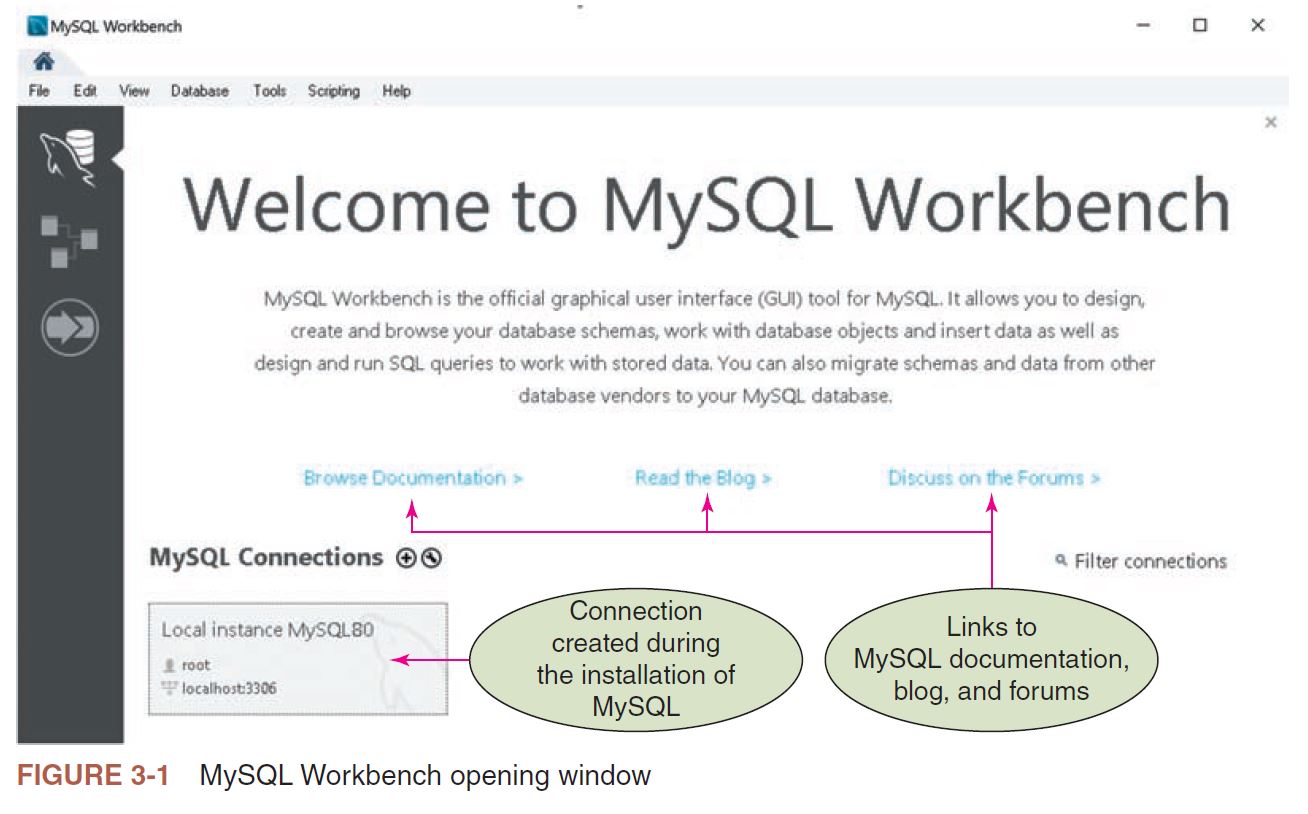 MySQL Workbench
File Edit View Database Tools Scripting Help
Welcome to MySQL Workbench
MySQL Workbench is the official graphical user interface (GUI) tool for MySQL. It allows you to design,
create and browse your database schemas, work with database objects and insert data as well as
design and run SQL queries to work with stored data. You can also migrate schemas and data from other
database vendors to your MySQL database.
Browse Documentation > Read the Blog > Discuss on the Forums >
MySQL Connections
Filter connections
Local instance MySQL80
root
localhost:3306
Connection
created during
the installation of
MySQL
Links to
MySQL documentation,
blog, and forums
FIGURE 3-1 MySQL Workbench opening window